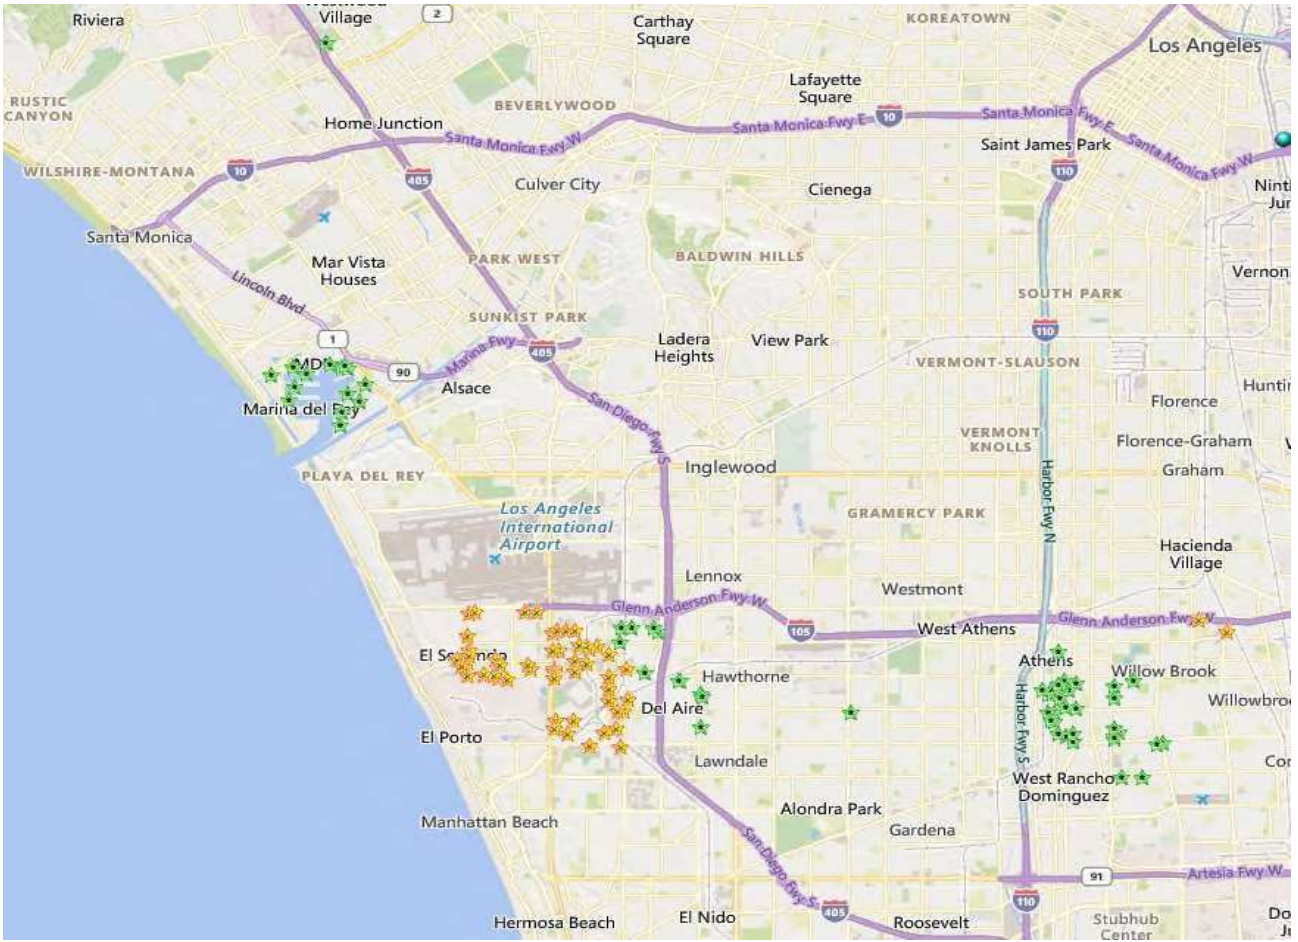 Village
Riviera
2
Carthay
Square
KOREATOWN
Los Angeles
Lafayette
Square
RUSTIC
CANYON
BEVERLYWOOD
Home Junction
Santa Monica Fwy W
Santa Monica Fwy E
10
Santa Monica Fwy E
Santa Monica Fwy W
Saint James Park
WILSHIRE-MONTANA
10
405
Culver City
Cienega
110
Santa Monica
Mar Vista
Houses
PARK WEST
BALDWIN HILLS
Vernon
Lincoln Blvd
SOUTH PARK
SUNKIST PARK
1
Marina Fwy
405
Ladera
Heights
View Park
110
VERMONT-SLAUSON
90
Alsace
Marina del Rey
San Diego Fwy S
Florence
VERMONT
KNOLLS
Florence-Graham
Graham
PLAYA DEL REY
Inglewood
Harbor Fwy N
Los Angeles
International
Airport
GRAMERCY PARK
Hacienda
Village
Lennox
Westmont
Glenn Anderson Fwy W
105
West Athens
Glenn Anderson Fwy W
El Segundo
Athens
Willow Brook
Hawthorne
Harbor Fwy S
Del Aire
El Porto
Lawndale
West Rancho
Dominguez
Manhattan Beach
Alondra Park
Gardena
San Diego Fwy S
91
Artesia Fwy W
110
Hermosa Beach
El Nido
405
Roosevelt
Stubhub
Center